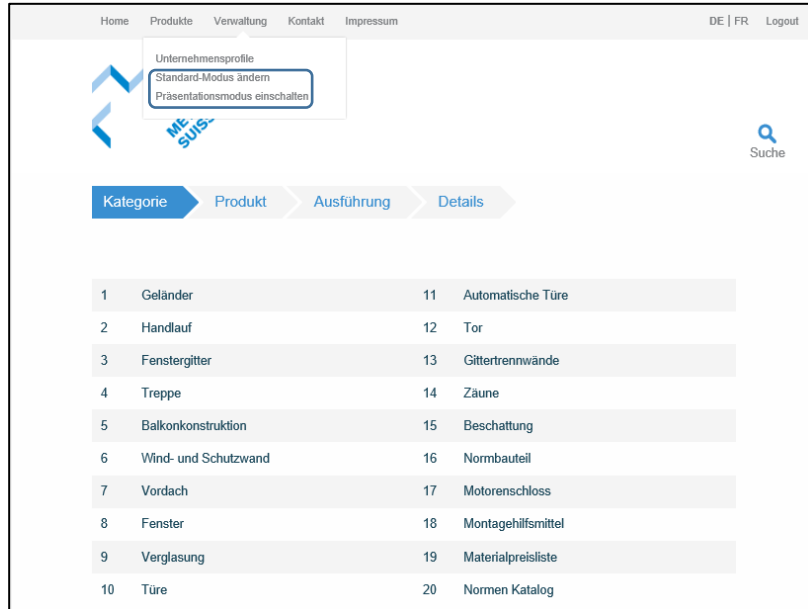 Home Produkte Verwaltung Kontakt Impressum DE | FR Logout
Unternehmensprofile
Standard-Modus ändern
Präsentationsmodus einschalten
SUISS
Suche
Kategorie Produkt Ausführung Details
1 Geländer 11 Automatische Türe
2 Handlauf 12 Tor
3 Fenstergitter 13 Gittertrennwände
4 Treppe 14 Zäune
5 Balkonkonstruktion 15 Beschattung
6 Wind- und Schutzwand 16 Normbauteil
7 Vordach 17 Motorenschloss
8 Fenster 18 Montagehilfsmittel
9 Verglasung 19 Materialpreisliste
10 Türe 20 Normen Katalog